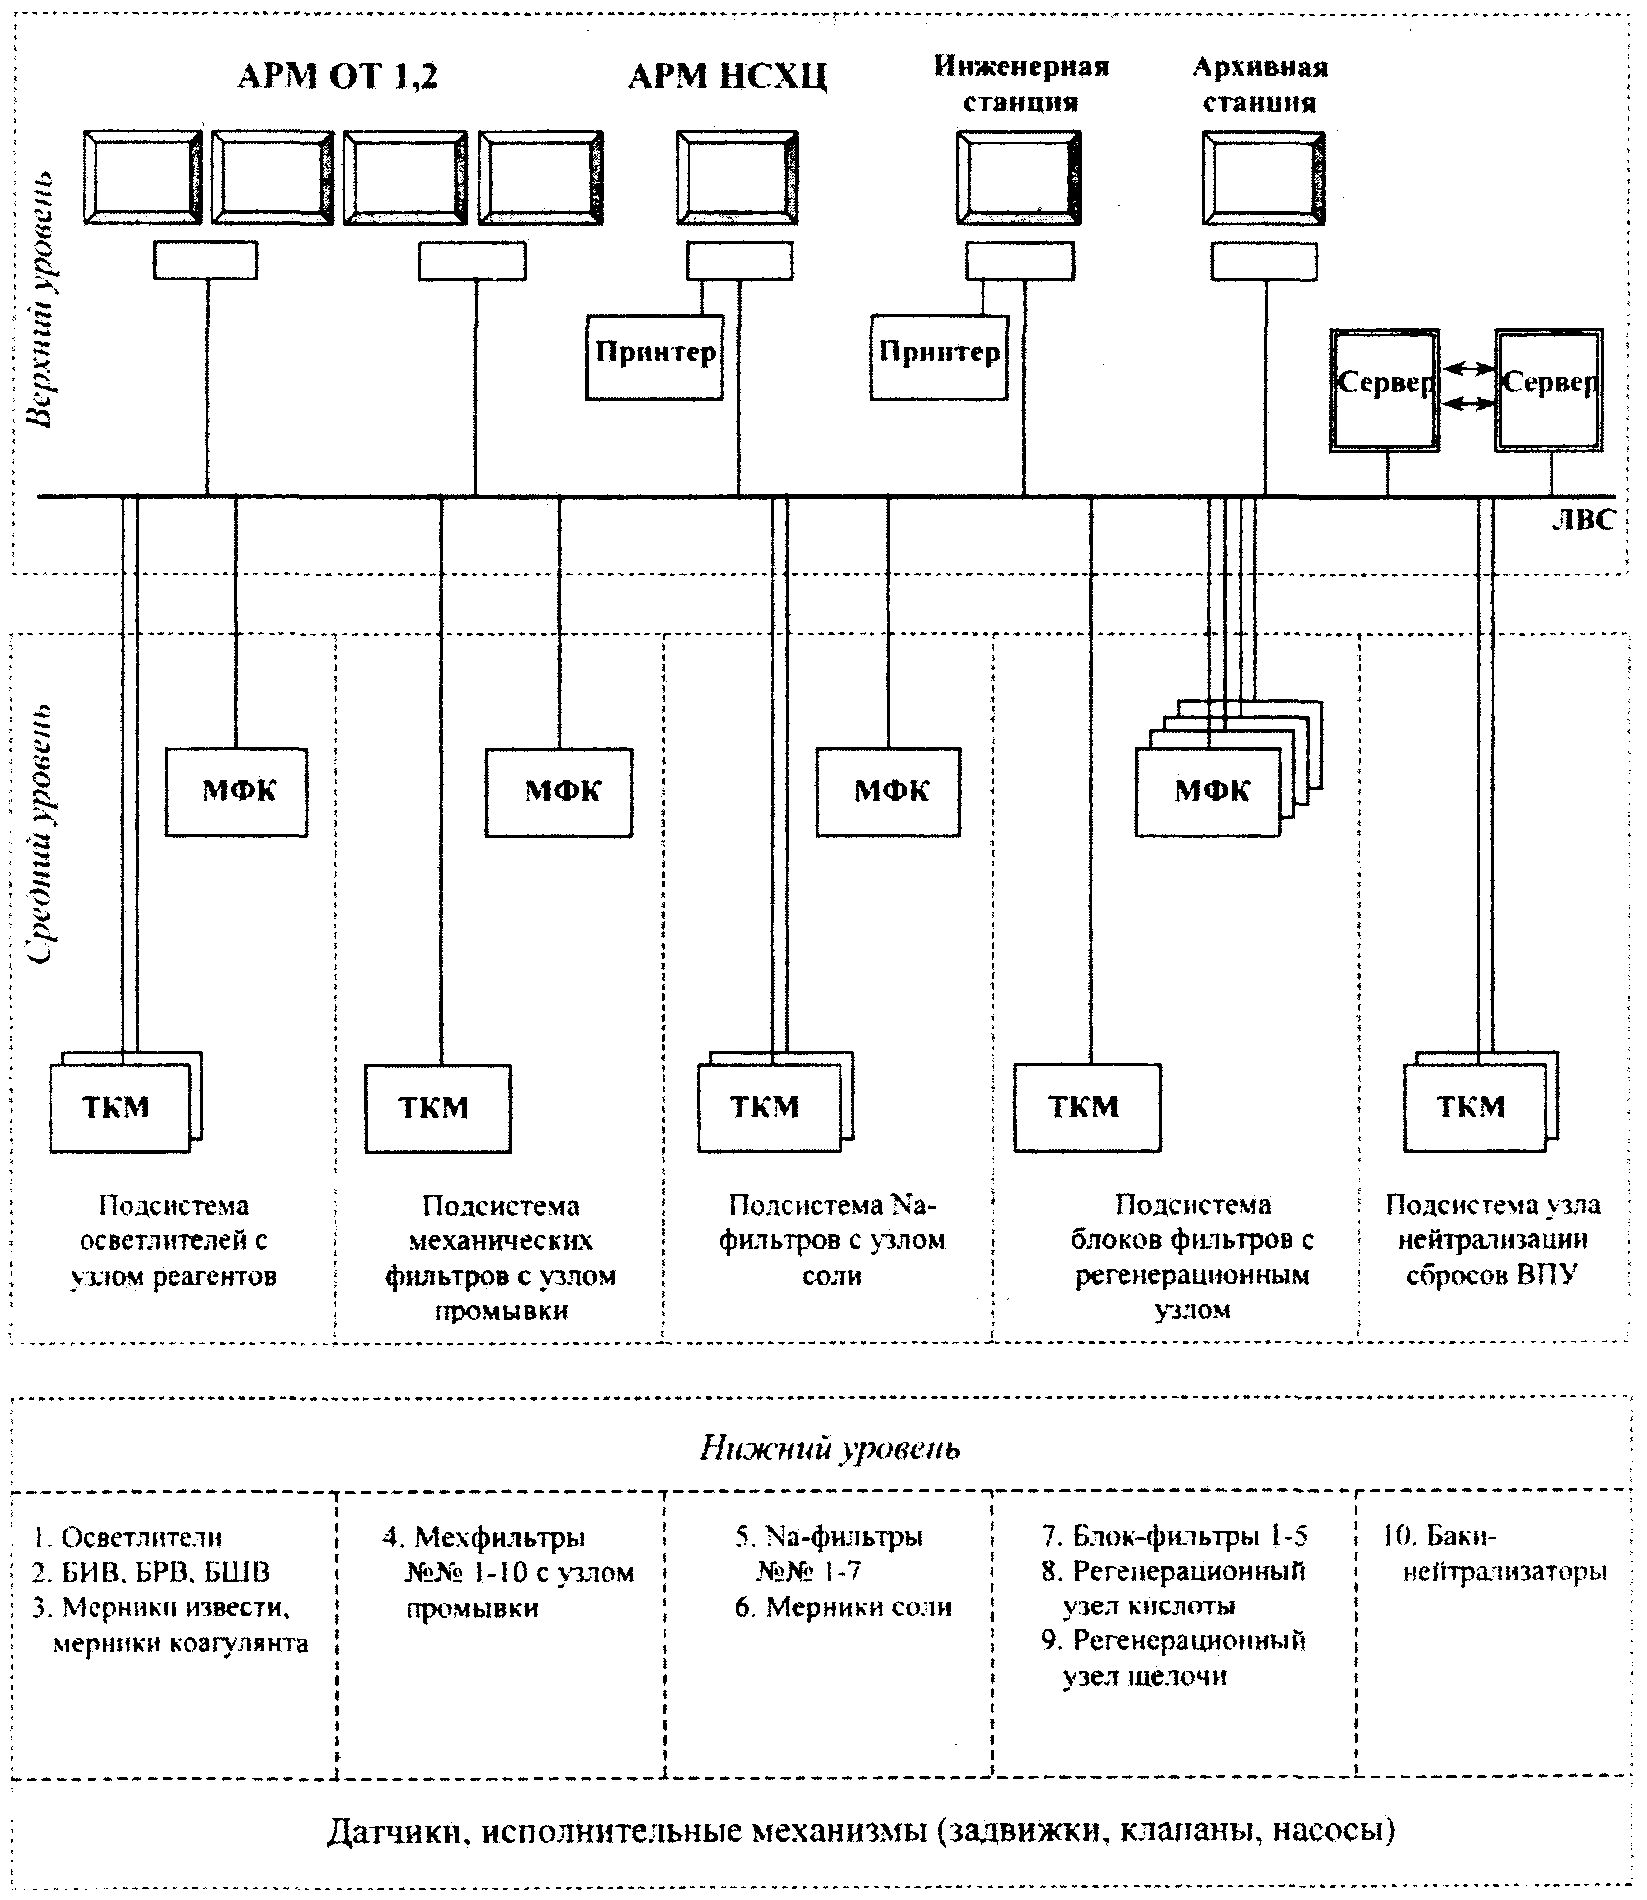 АРМ ОТ 1,2
АРМ НСХЦ
Инженерная
станция
Архивная
станция
Верхний уровень
Принтер
Принтер
Сервер
Сервер
ЛВС
Средний уровень
МФК
МФК
МФК
МФК
ТКМ
ТКМ
ТКМ
ТКМ
ТКМ
Подсистема
осветлителей с
узлом реагентов
Подсистема
механических
фильтров с узлом
промывки
Подсистема Na-
фильтров с узлом
соли
Подсистема
блоков фильтров с
регенерационным
узлом
Подсистема узла
нейтрализации
сбросов ВПУ
Нижний уровень
1. Осветлители
2. БИВ, БРВ, БШВ
3. Мерники извести,
мерники коагулянта
4. Мехфильтры
№№ 1-10 с узлом
промывки
5. Na-фильтры
№№ 1-7
6. Мерники соли
7. Блок-фильтры 1-5
8. Регенерационный
узел кислоты
9. Регенерационный
узел щелочи
10. Баки-
нейтрализаторы
Датчики, исполнительные механизмы (задвижки, клапаны, насосы)